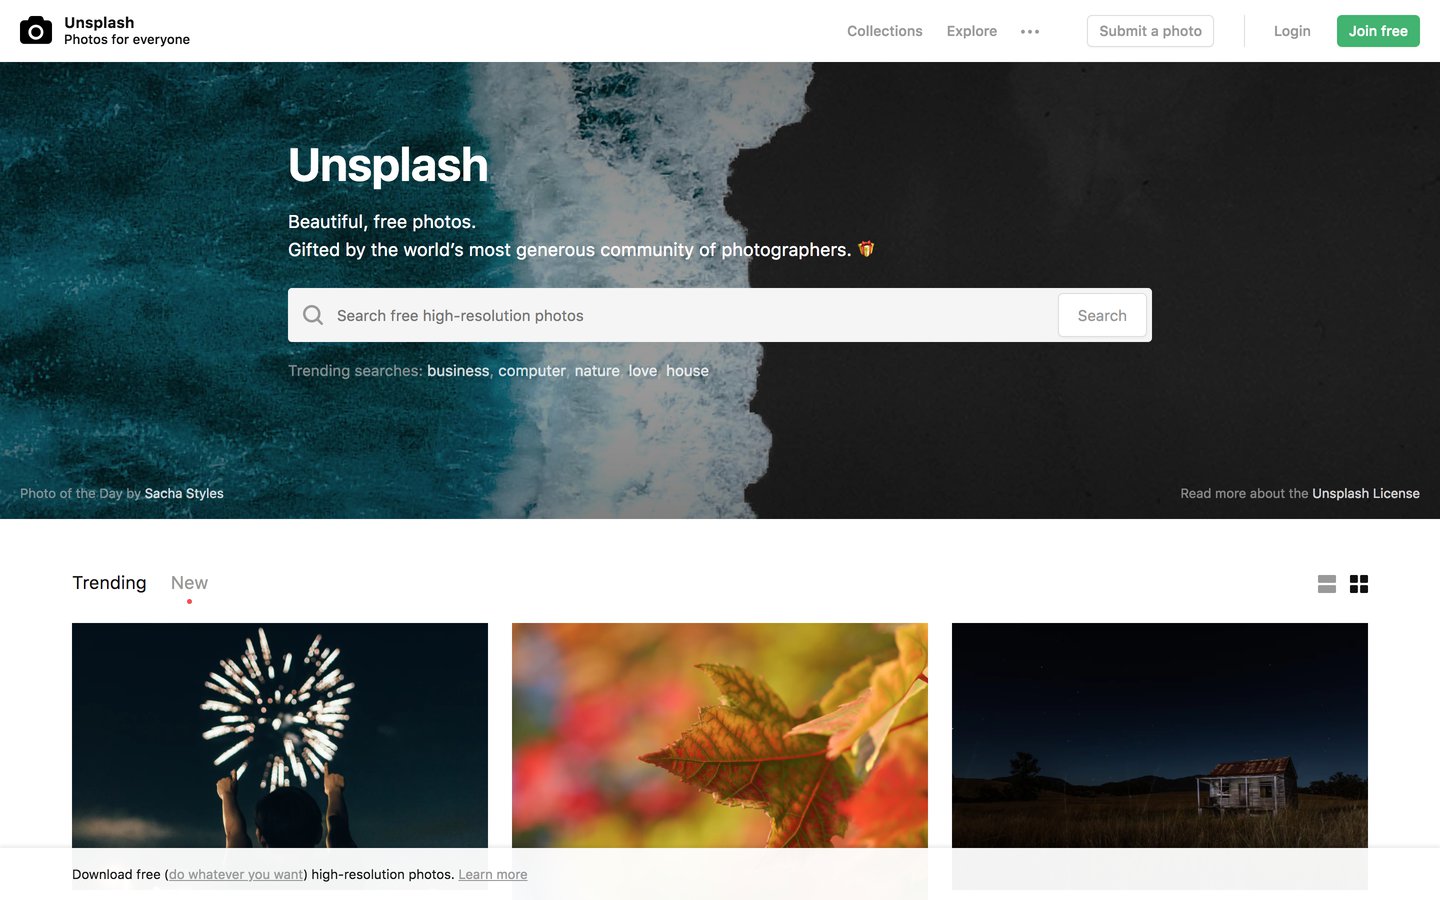 Unsplash
Photos for everyone
Collections
Explore
Submit a photo
Login
Join free
Unsplash
Beautiful, free photos.
Gifted by the world’s most generous community of photographers. 🎁
Search free high-resolution photos
Search
Trending searches: business, computer, nature, love, house
Photo of the Day by Sacha Styles
Read more about the Unsplash License
Trending
New
Download free (do whatever you want) high-resolution photos. Learn more